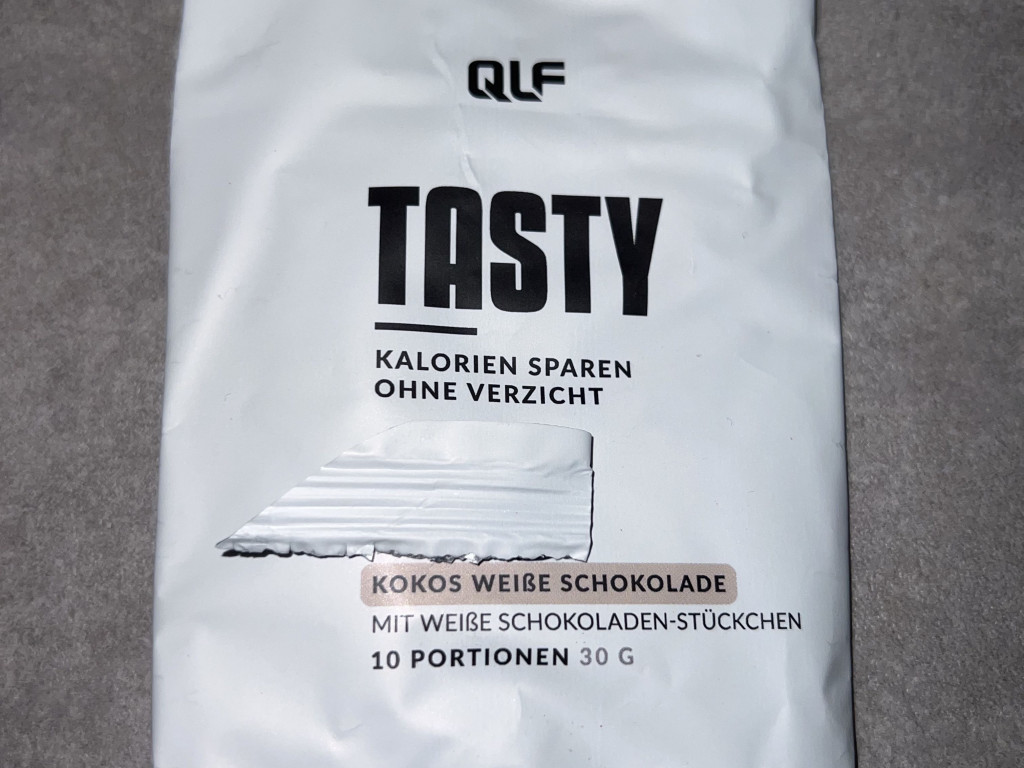 QLF
TASTY
KALORIEN SPAREN
OHNE VERZICHT
KOKOS WEIßE SCHOKOLADE
MIT WEIßE SCHOKOLADEN-STÜCKCHEN
10 PORTIONEN 30 G